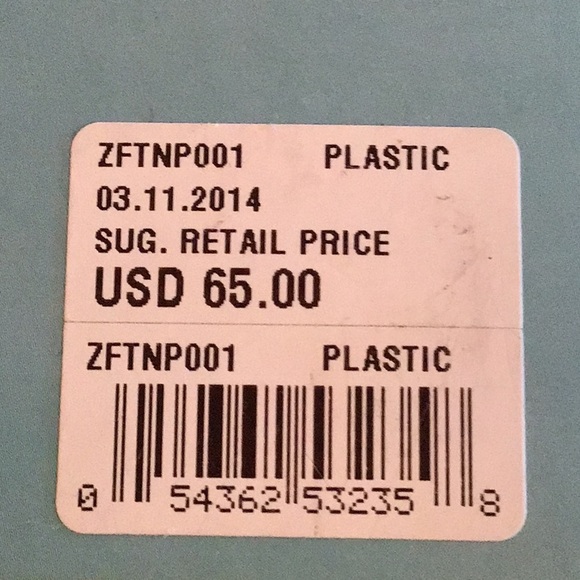 ZFTNP001 PLASTIC
03.11.2014
SUG. RETAIL PRICE
USD 65.00
ZFTNP001 PLASTIC
0 54362 53235 8